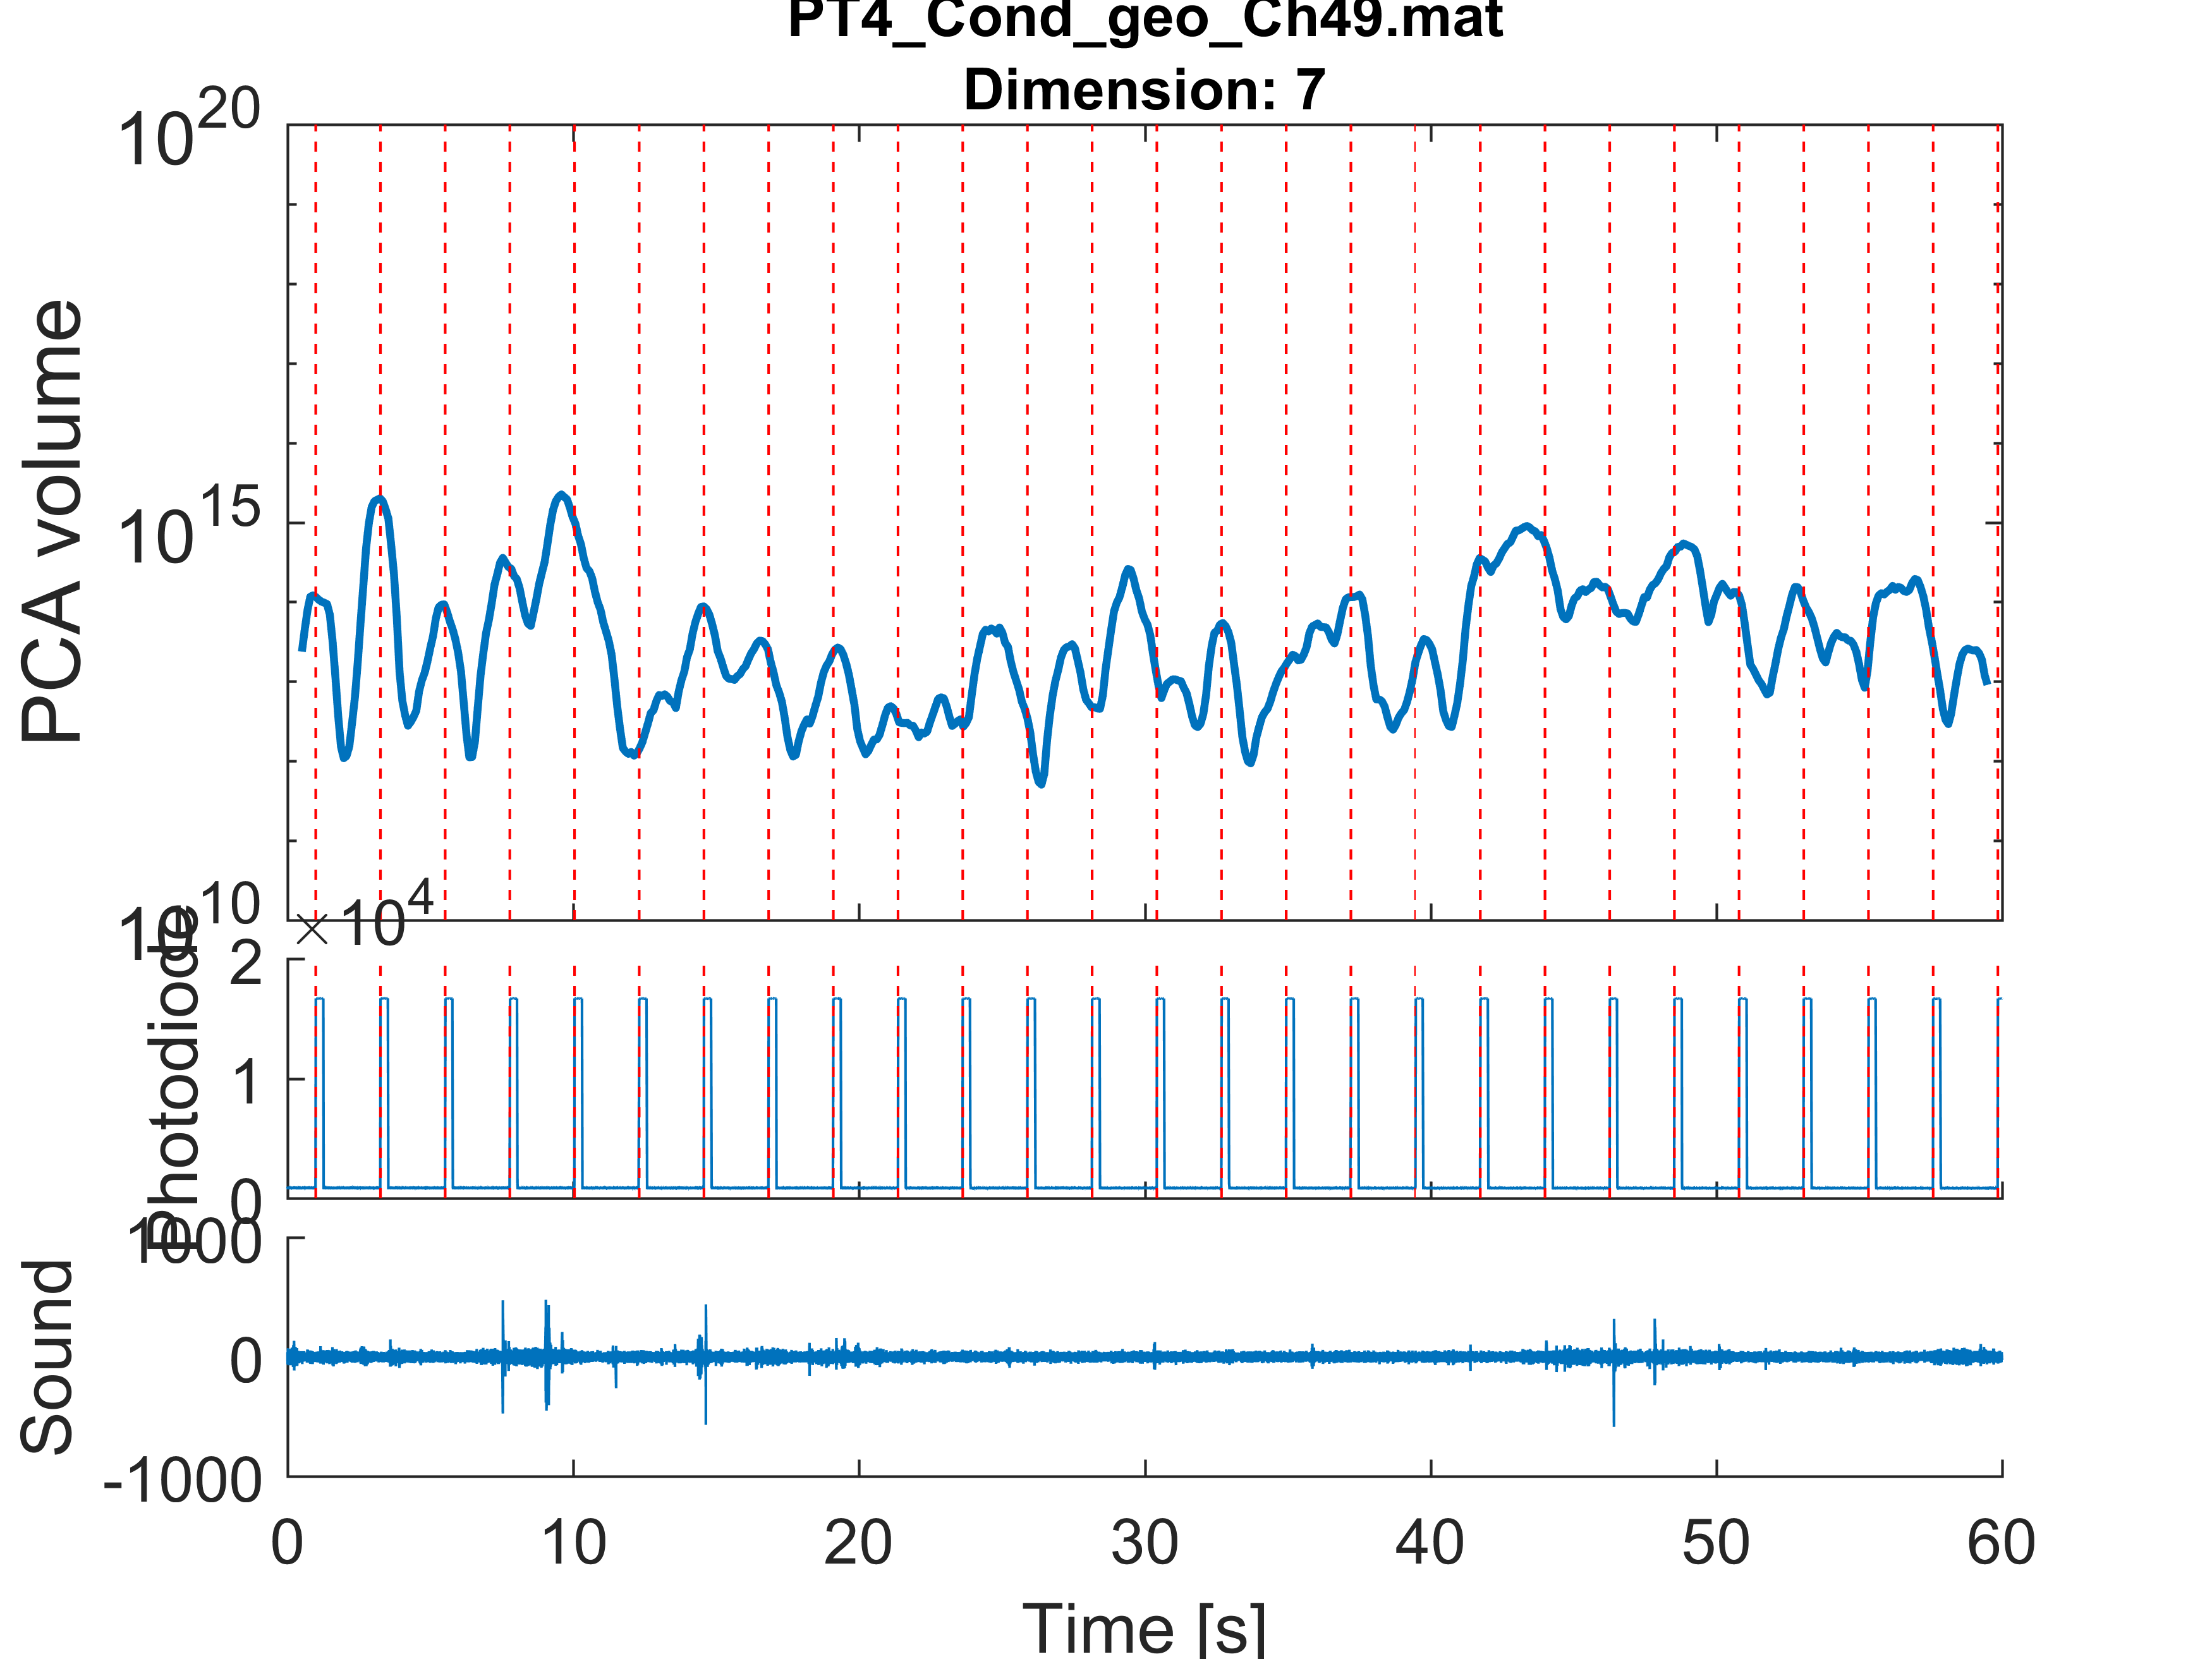 PT4_Cond_geo_Ch49.mat
Dimension: 7
10^20
10^15
10^10
PCA volume
× 10^4
2
1
0
Photodiode
1000
0
-1000
Sound
0 10 20 30 40 50 60
Time [s]